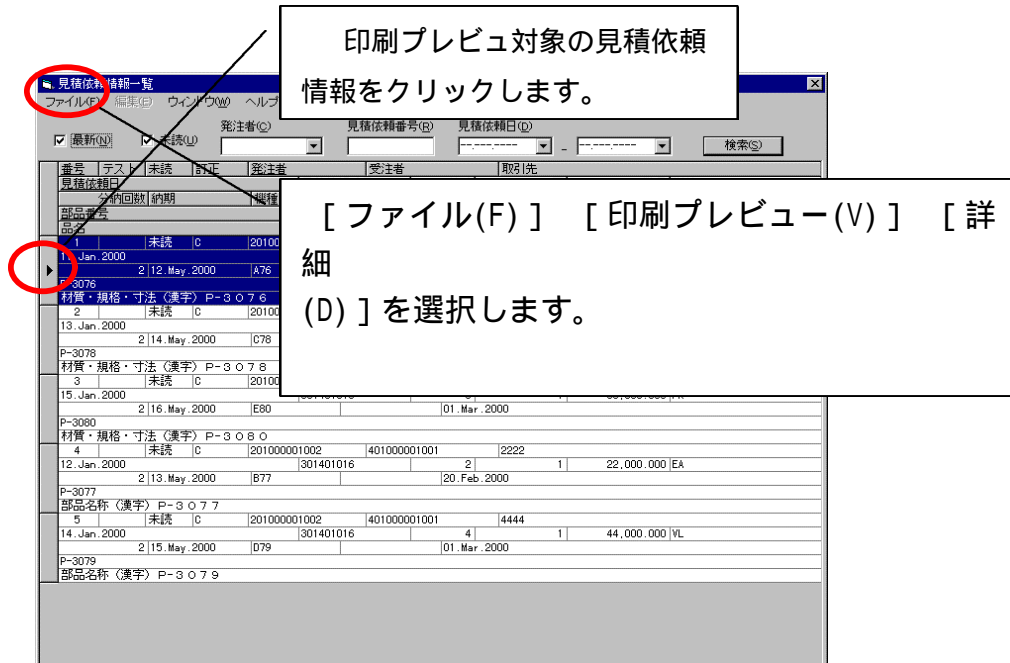 印刷プレビュ対象の見積依頼
情報をクリックします。
見積依頼情報一覧
ファイル(F) 編集(E) ウィンドウ(W) ヘルプ
発注者(C) 見積依頼番号(R) 見積依頼日(D)
最新(N) 未読(U) --.---.---- - --.---.---- 検索(S)
番号 テスト 未読 訂正 発注者 受注者 取引先
見積依頼日
分納回数 納期 機種
部品番号
品名
[ファイル(F)] [印刷プレビュー(V)] [詳
細
(D)]を選択します。
1 未読 C 20100
11.Jan.2000
2 12.May.2000 A76
P-3076
材質・規格・寸法(漢字)P-3076
2 未読 C 20100
13.Jan.2000
2 14.May.2000 C78
P-3078
材質・規格・寸法(漢字)P-3078
3 未読 C 20100
15.Jan.2000
2 16.May.2000 E80 01.Mar.2000
P-3080
材質・規格・寸法(漢字)P-3080
4 未読 C 201000001002 401000001001 2222
12.Jan.2000 301401016 2 1 22,000.000 EA
2 13.May.2000 B77 20.Feb.2000
P-3077
部品名称(漢字)P-3077
5 未読 C 201000001002 401000001001 4444
14.Jan.2000 301401016 4 1 44,000.000 VL
2 15.May.2000 D79 01.Mar.2000
P-3079
部品名称(漢字)P-3079